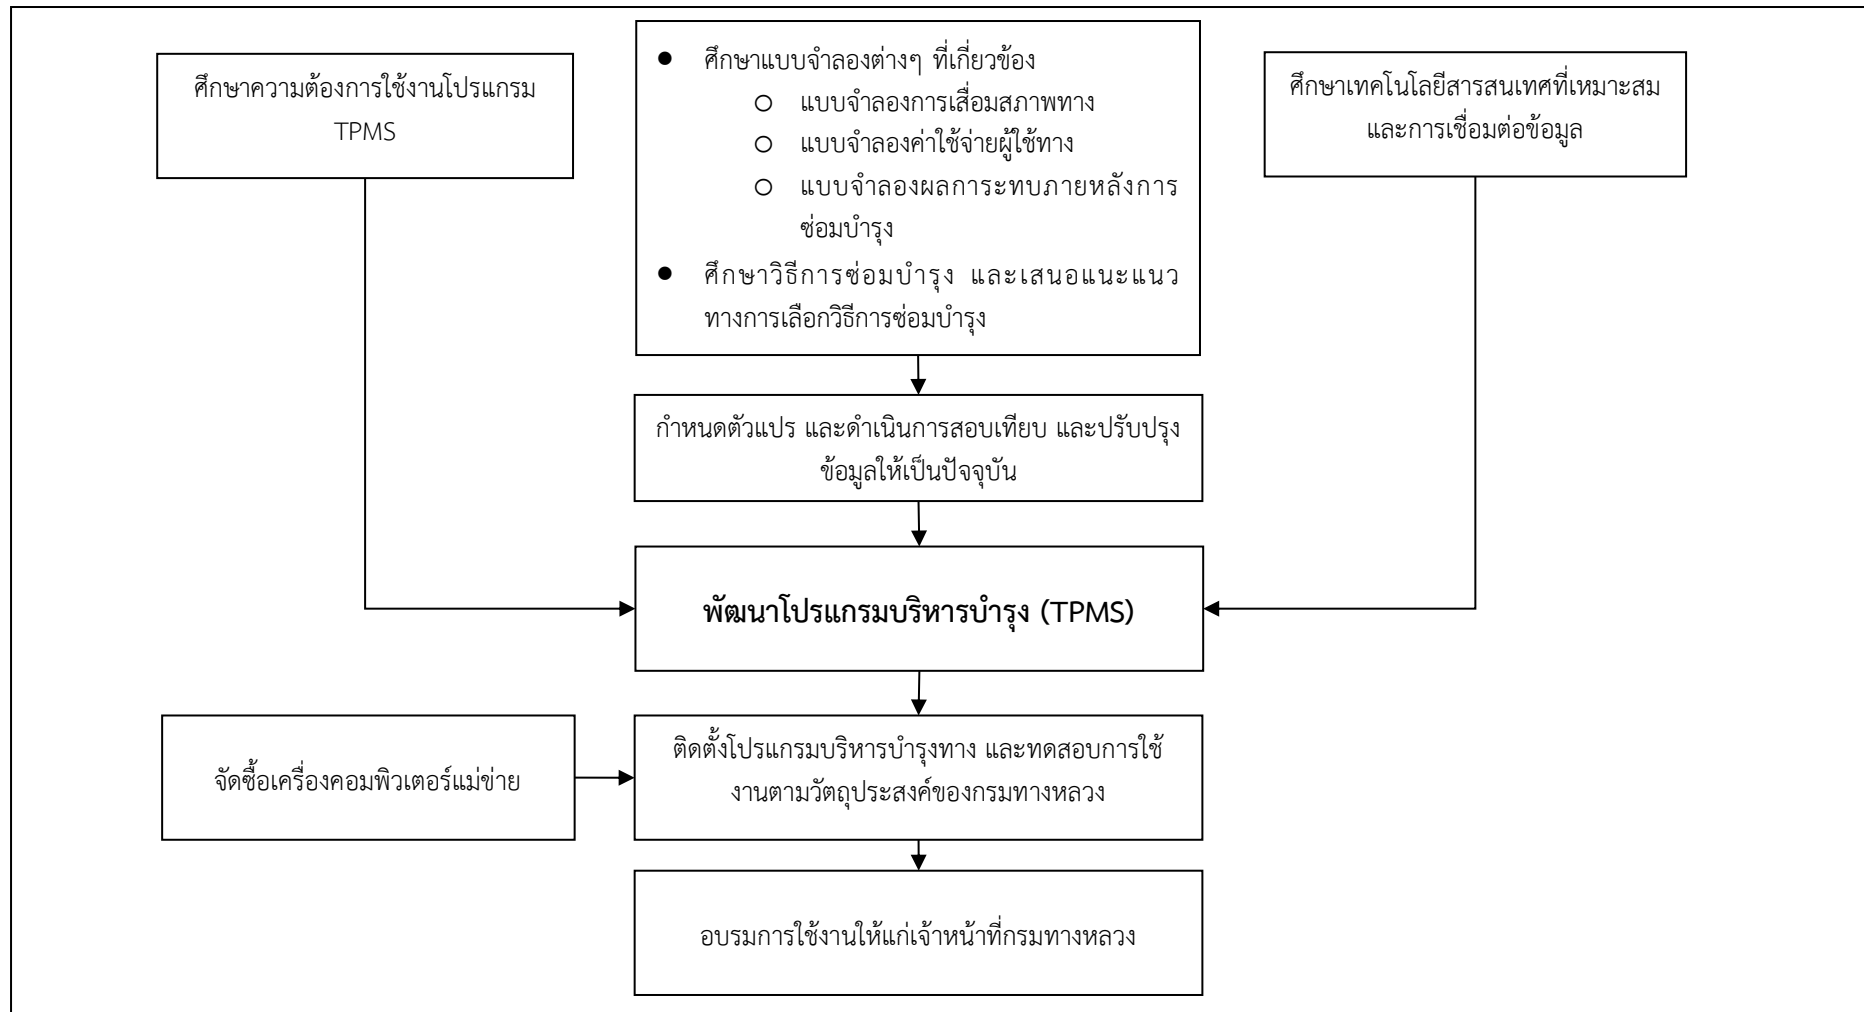 ศึกษาความต้องการใช้งานโปรแกรม
TPMS
● ศึกษาแบบจำลองต่างๆ ที่เกี่ยวข้อง
o แบบจำลองการเสื่อมสภาพทาง
o แบบจำลองค่าใช้จ่ายผู้ใช้ทาง
o แบบจำลองผลการะทบภายหลังการ
ซ่อมบำรุง
● ศึกษาวิธีการซ่อมบำรุง และเสนอแนะแนว
ทางการเลือกวิธีการซ่อมบำรุง
ศึกษาเทคโนโลยีสารสนเทศที่เหมาะสม
และการเชื่อมต่อข้อมูล
กำหนดตัวแปร และดำเนินการสอบเทียบ และปรับปรุง
ข้อมูลให้เป็นปัจจุบัน
พัฒนาโปรแกรมบริหารบำรุง (TPMS)
จัดซื้อเครื่องคอมพิวเตอร์แม่ข่าย
ติดตั้งโปรแกรมบริหารบำรุงทาง และทดสอบการใช้
งานตามวัตถุประสงค์ของกรมทางหลวง
อบรมการใช้งานให้แก่เจ้าหน้าที่กรมทางหลวง